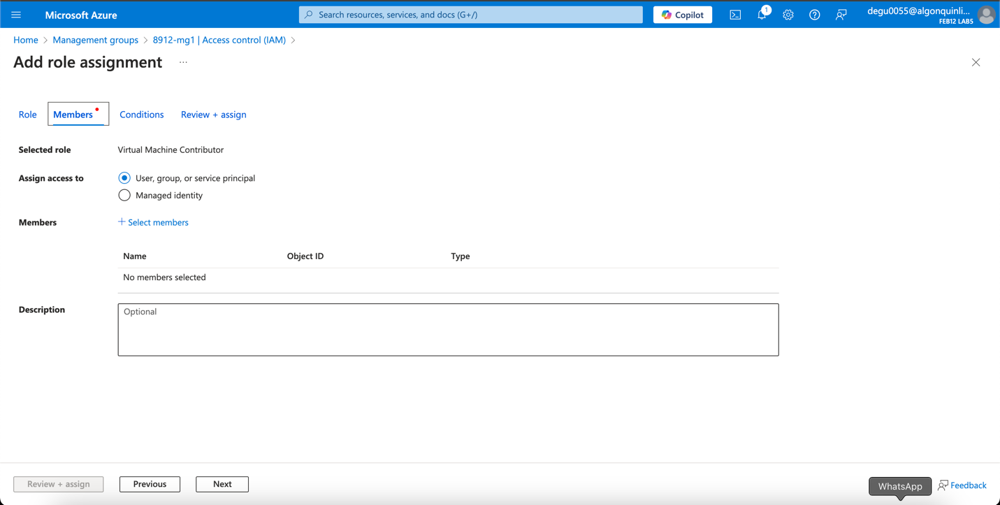 Microsoft Azure
Search resources, services, and docs (G+/)
Copilot
1
degu0055@algonquinli...
FEB12 LAB5
Home > Management groups > 8912-mg1 | Access control (IAM) >
Add role assignment ...
Role Members Conditions Review + assign
Selected role Virtual Machine Contributor
Assign access to User, group, or service principal
Managed identity
Members + Select members
Name Object ID Type
No members selected
Description Optional
Review + assign Previous Next WhatsApp Feedback